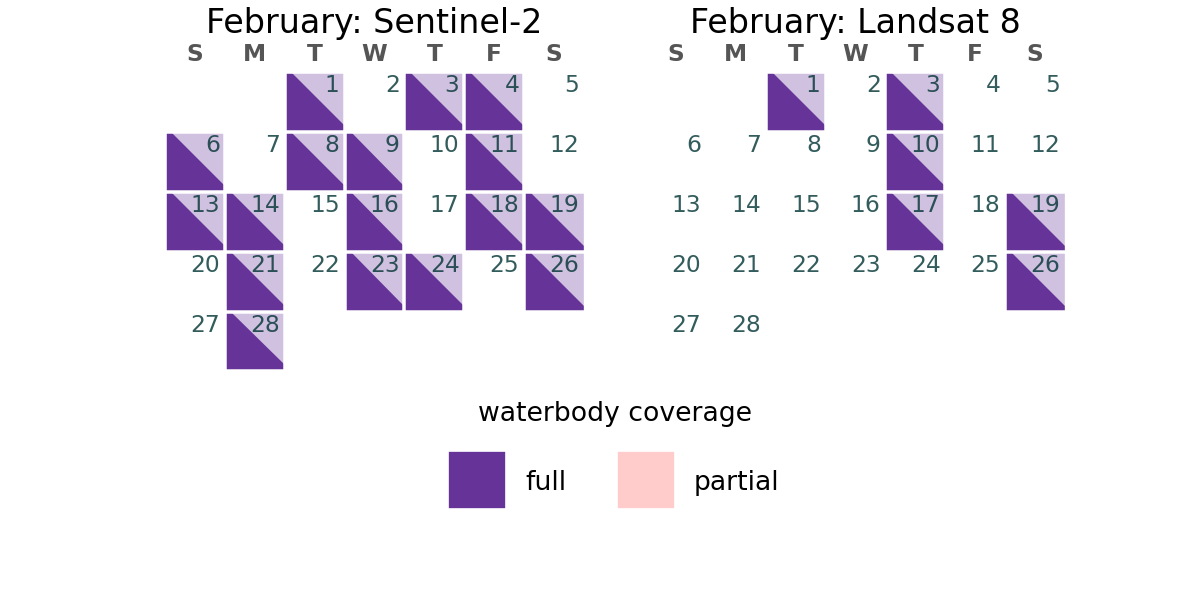 February: Sentinel-2
S M T W T F S
1 2 3 4 5
6 7 8 9 10 11 12
13 14 15 16 17 18 19
20 21 22 23 24 25 26
27 28
February: Landsat 8
S M T W T F S
1 2 3 4 5
6 7 8 9 10 11 12
13 14 15 16 17 18 19
20 21 22 23 24 25 26
27 28
waterbody coverage
full
partial